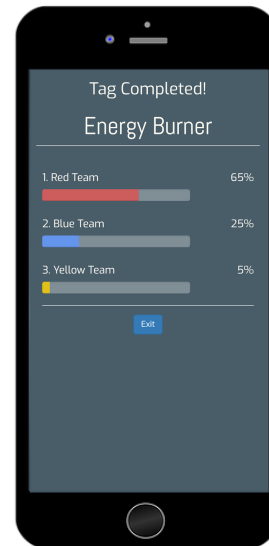 Tag Completed!
Energy Burner
1. Red Team 65%
2. Blue Team 25%
3. Yellow Team 5%
Exit